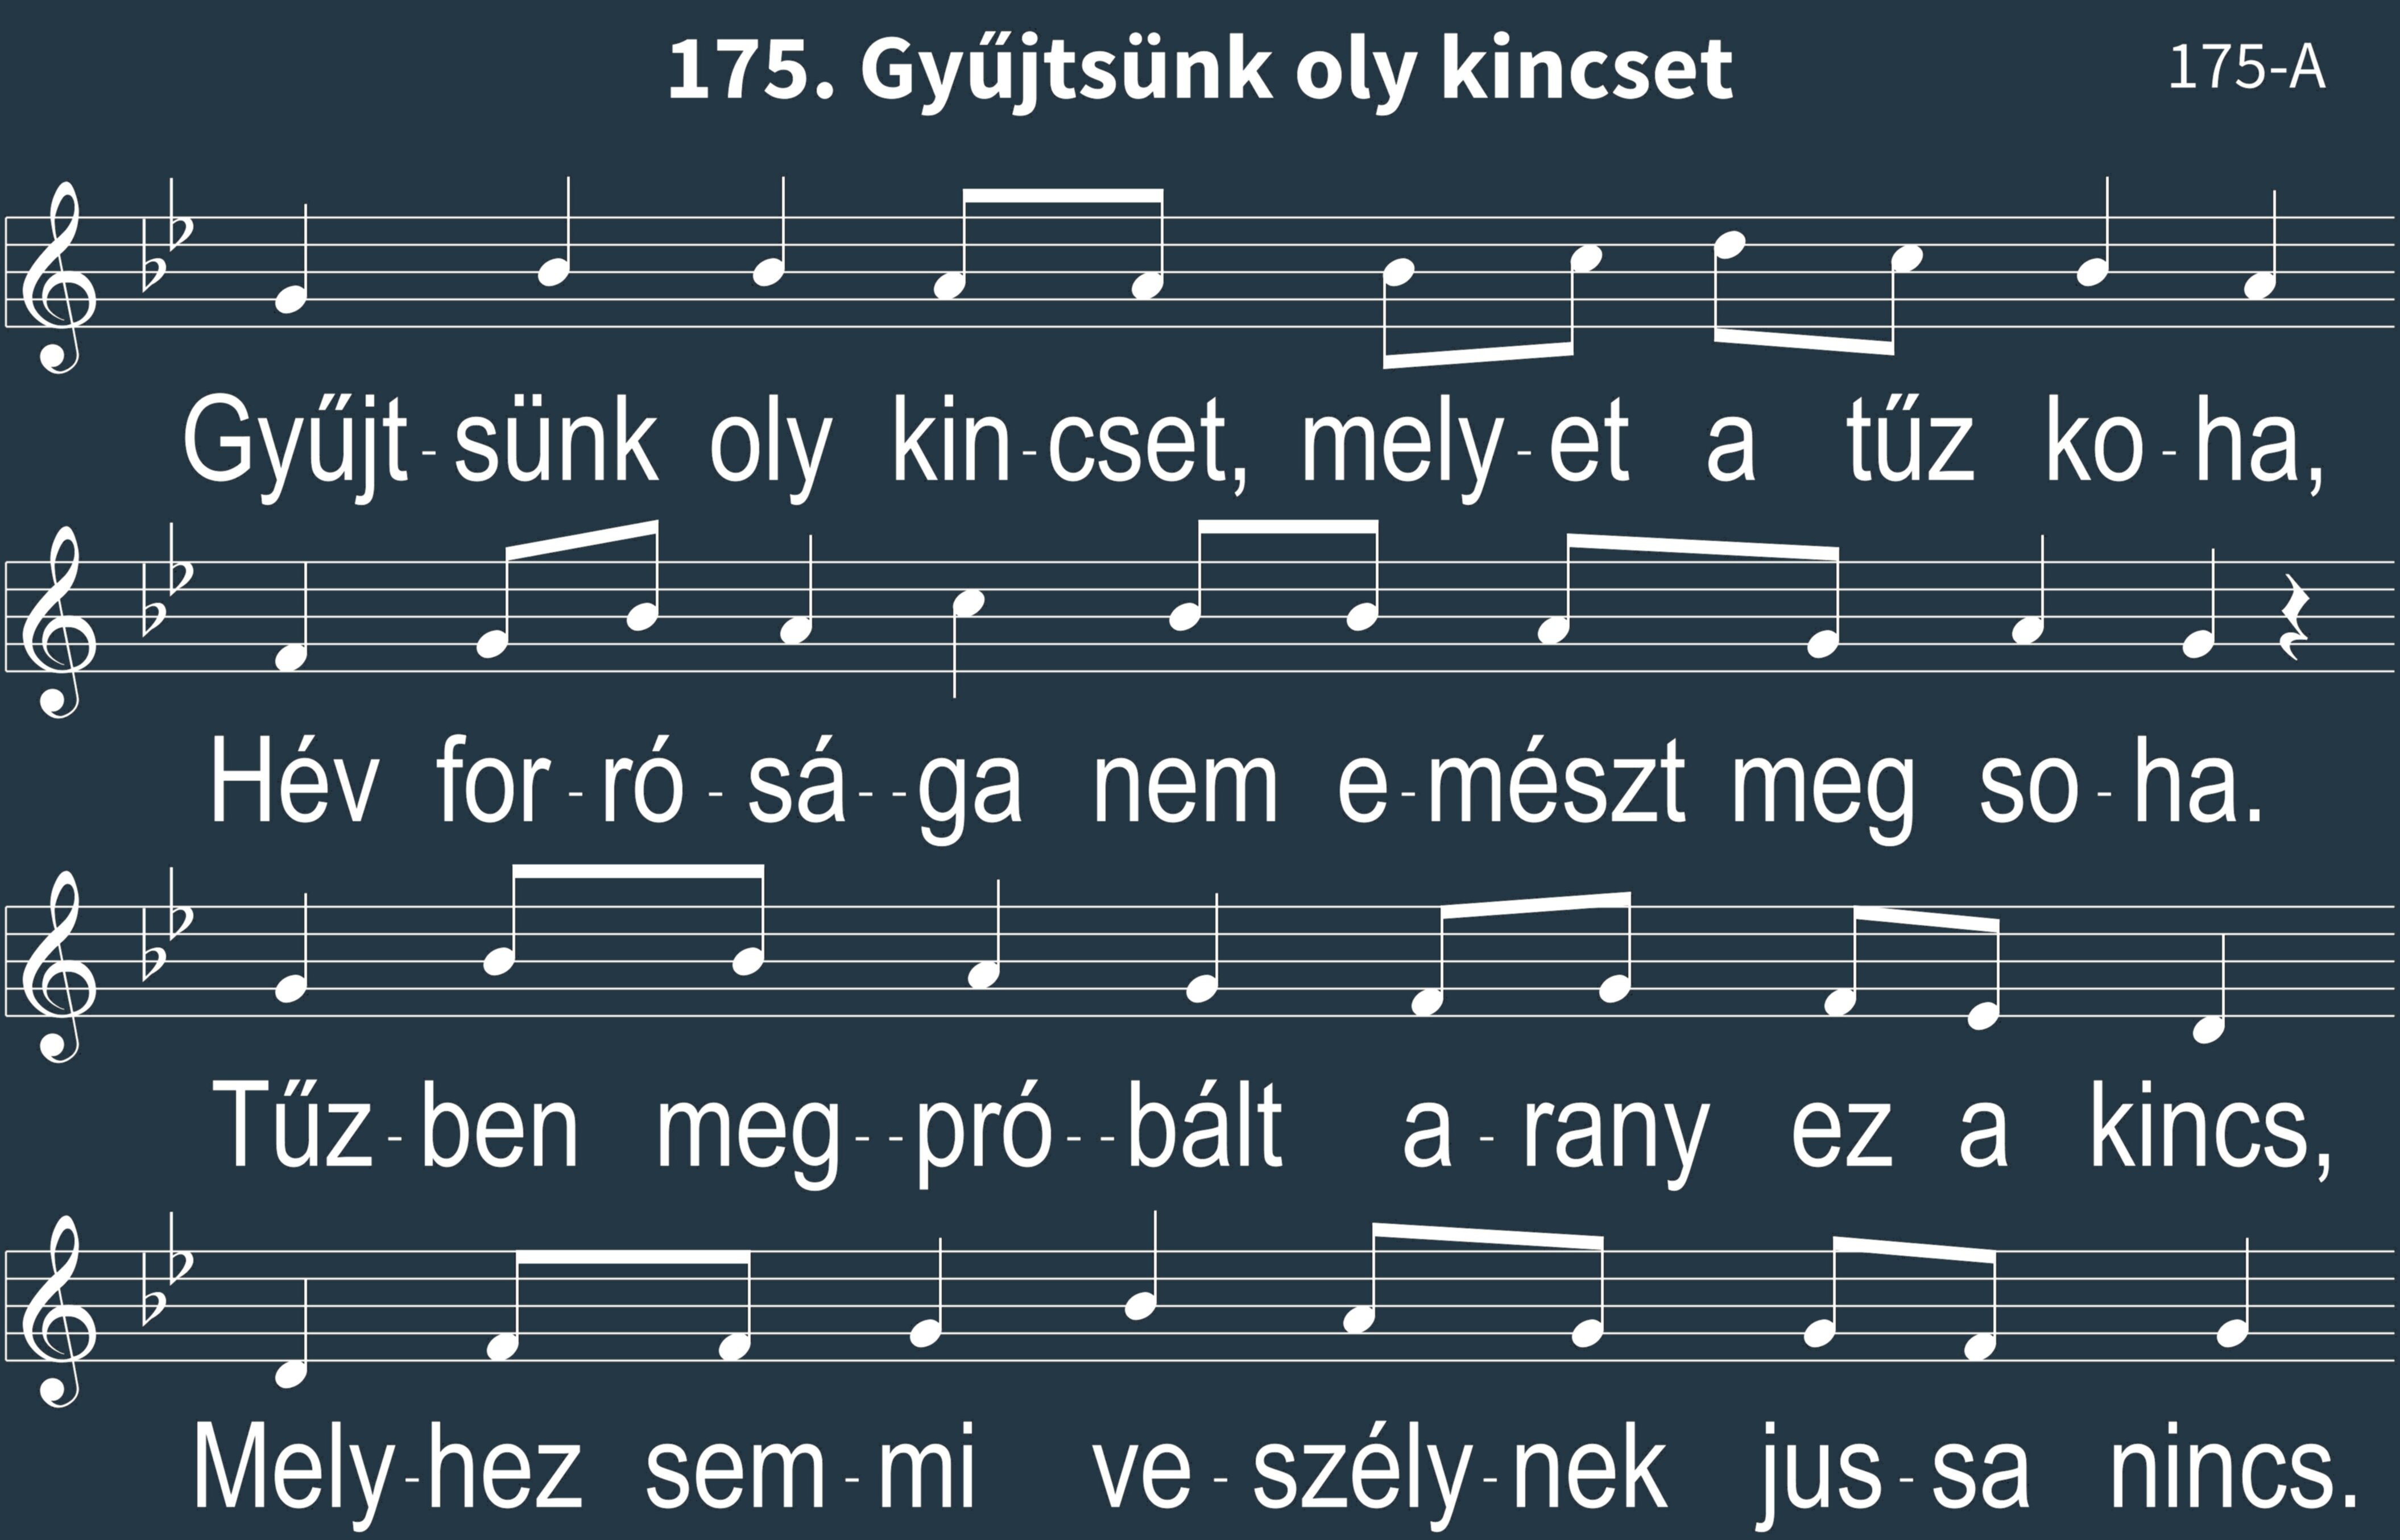 175. Gyűjtsünk oly kincset 175-A
Gyűjt-sünk oly kin-cset, mely-et a tűz ko-ha,
Hév for-ró-sá--ga nem e-mészt meg so-ha.
Tűz-ben meg--pró--bált a-rany ez a kincs,
Mely-hez sem-mi ve-szély-nek jus-sa nincs.